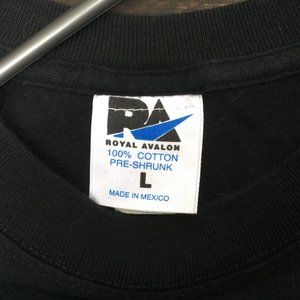 RA
ROYAL AVALON
100% COTTON
PRE-SHRUNK
L
MADE IN MEXICO